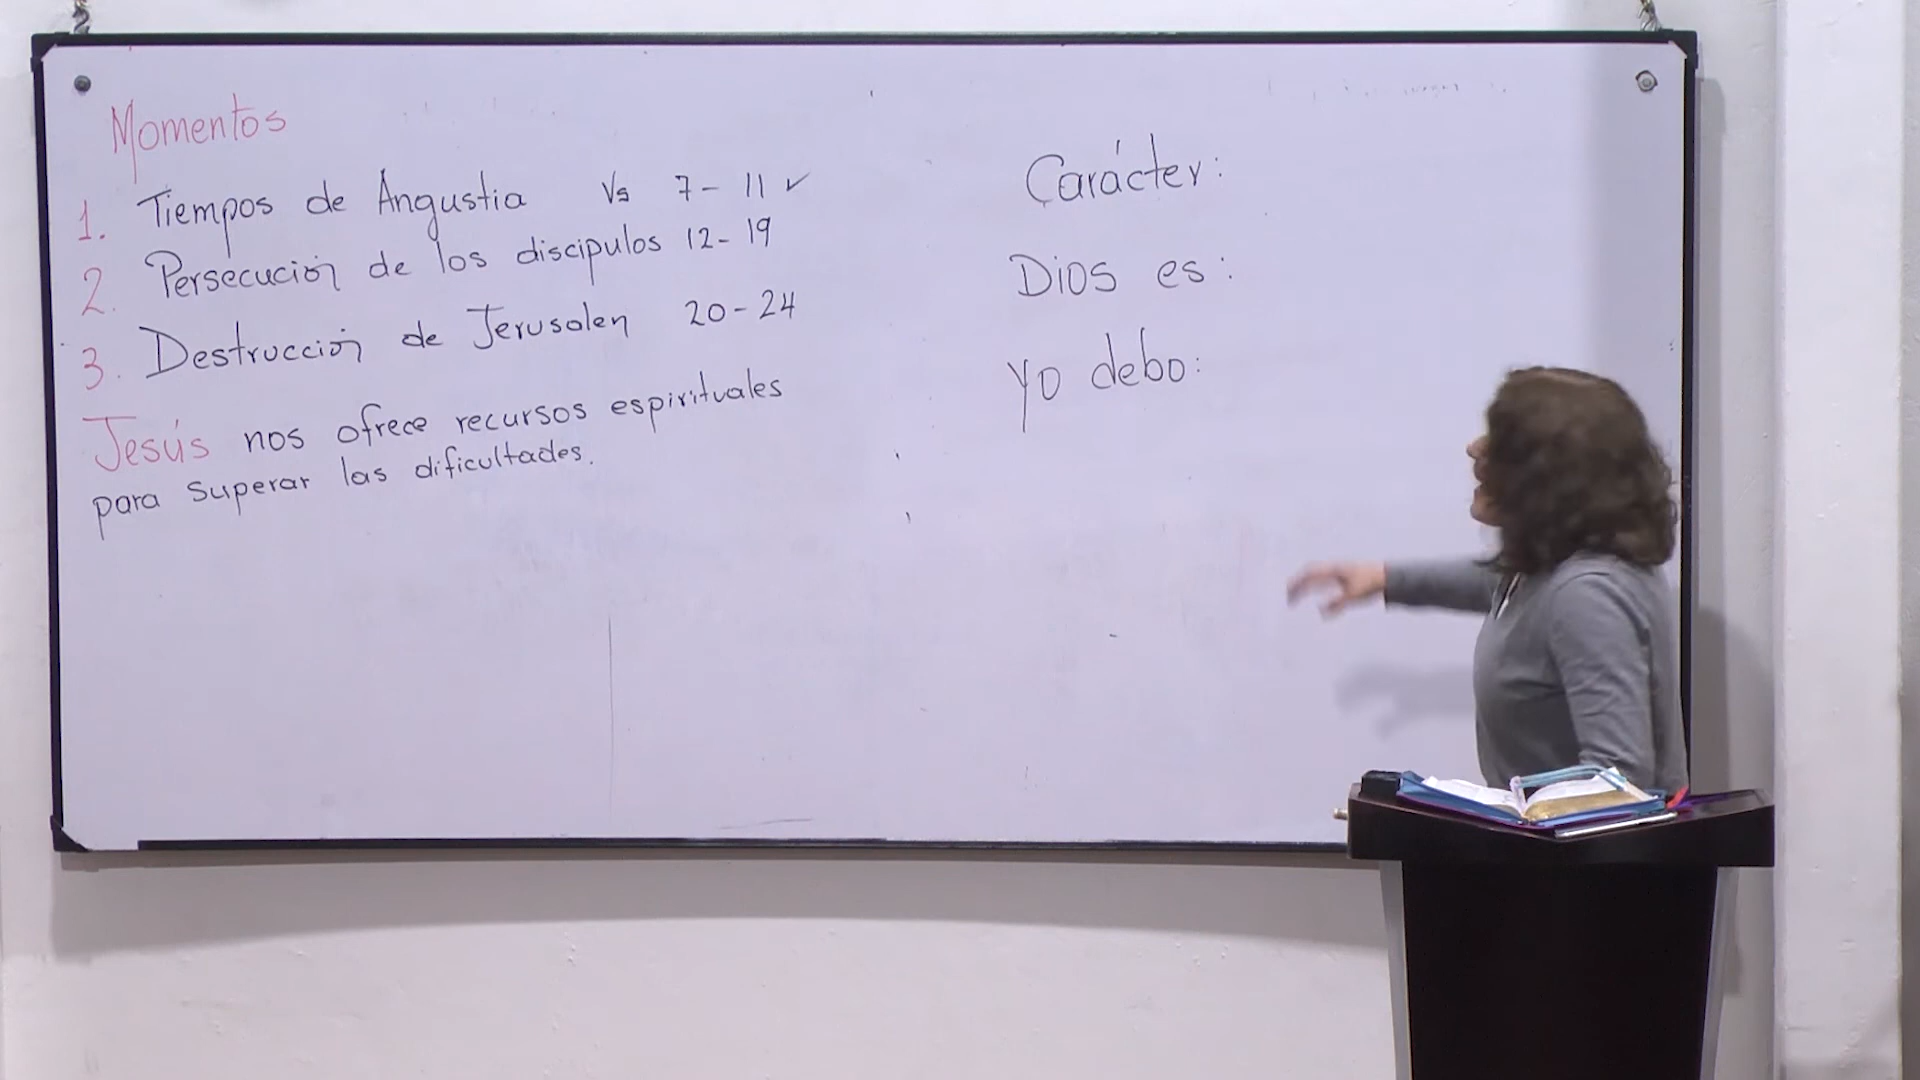 Momentos
1. Tiempos de Angustia Vs 7-11 ✓
2. Persecución de los discipulos 12-19
3. Destrucción de Jerusalen 20-24
Jesús nos ofrece recursos espirituales
para superar las dificultades.
Carácter:
Dios es:
Yo debo: